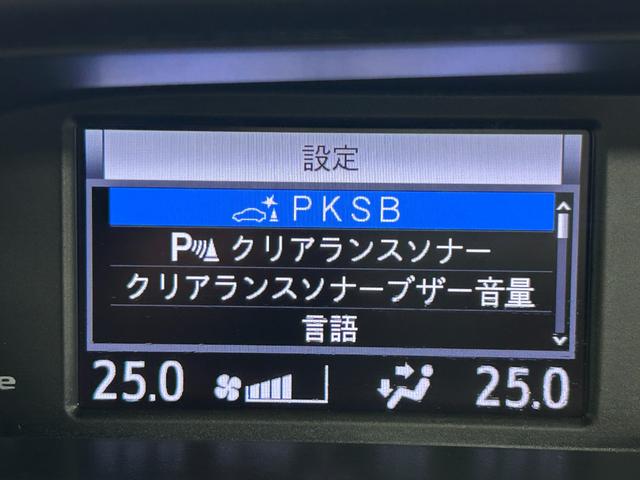 設定
PKSB
P クリアランスソナー
クリアランスソナーブザー音量
言語
25.0 25.0
e